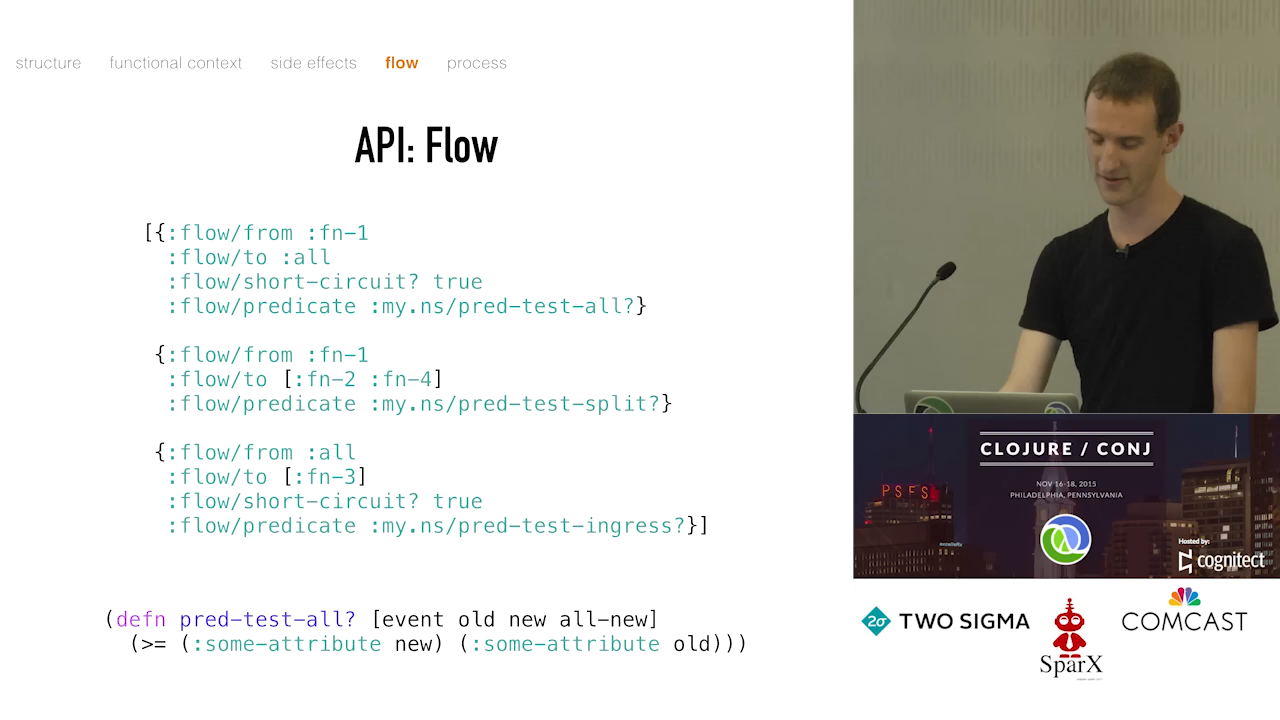 structure functional context side effects flow process
API: Flow
[{:flow/from :fn-1
:flow/to :all
:flow/short-circuit? true
:flow/predicate :my.ns/pred-test-all?}
{:flow/from :fn-1
:flow/to [:fn-2 :fn-4]
:flow/predicate :my.ns/pred-test-split?}
{:flow/from :all
:flow/to [:fn-3]
:flow/short-circuit? true
:flow/predicate :my.ns/pred-test-ingress?}]
(defn pred-test-all? [event old new all-new]
(>= (:some-attribute new) (:some-attribute old)))
CLOJURE / CONJ
NOV 16-18, 2015
PHILADELPHIA, PENNSYLVANIA
PSFS
Hosted by:
cognitect
2σ TWO SIGMA
SparX
COMCAST